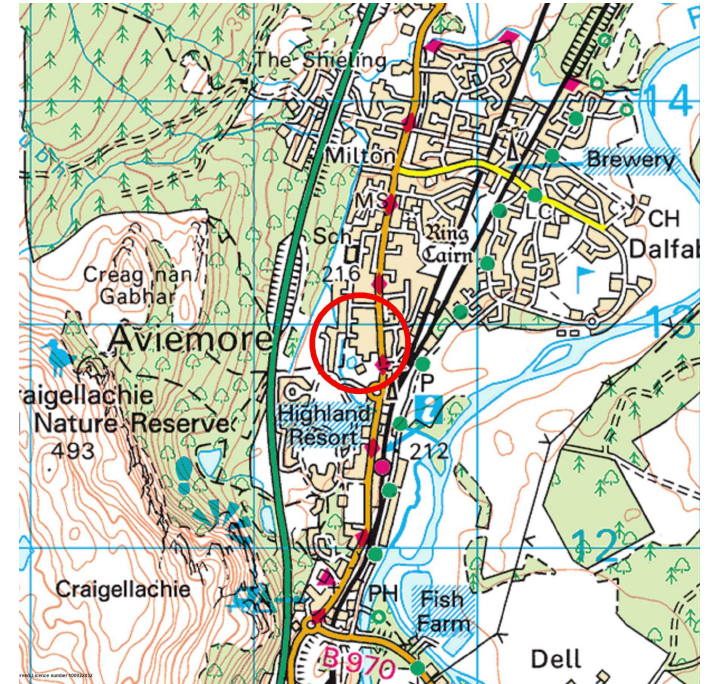 The Shieling
14
Milton
Brewery
MS
LC
CH
Sch
Ring
Cairn
Dalfab
216
Creag nan
Gabhar
13
Aviemore
P
raigellachie
Nature Reserve
493
Highland
Resort
212
12
Craigellachie
PH
Fish
Farm
B 970
Dell